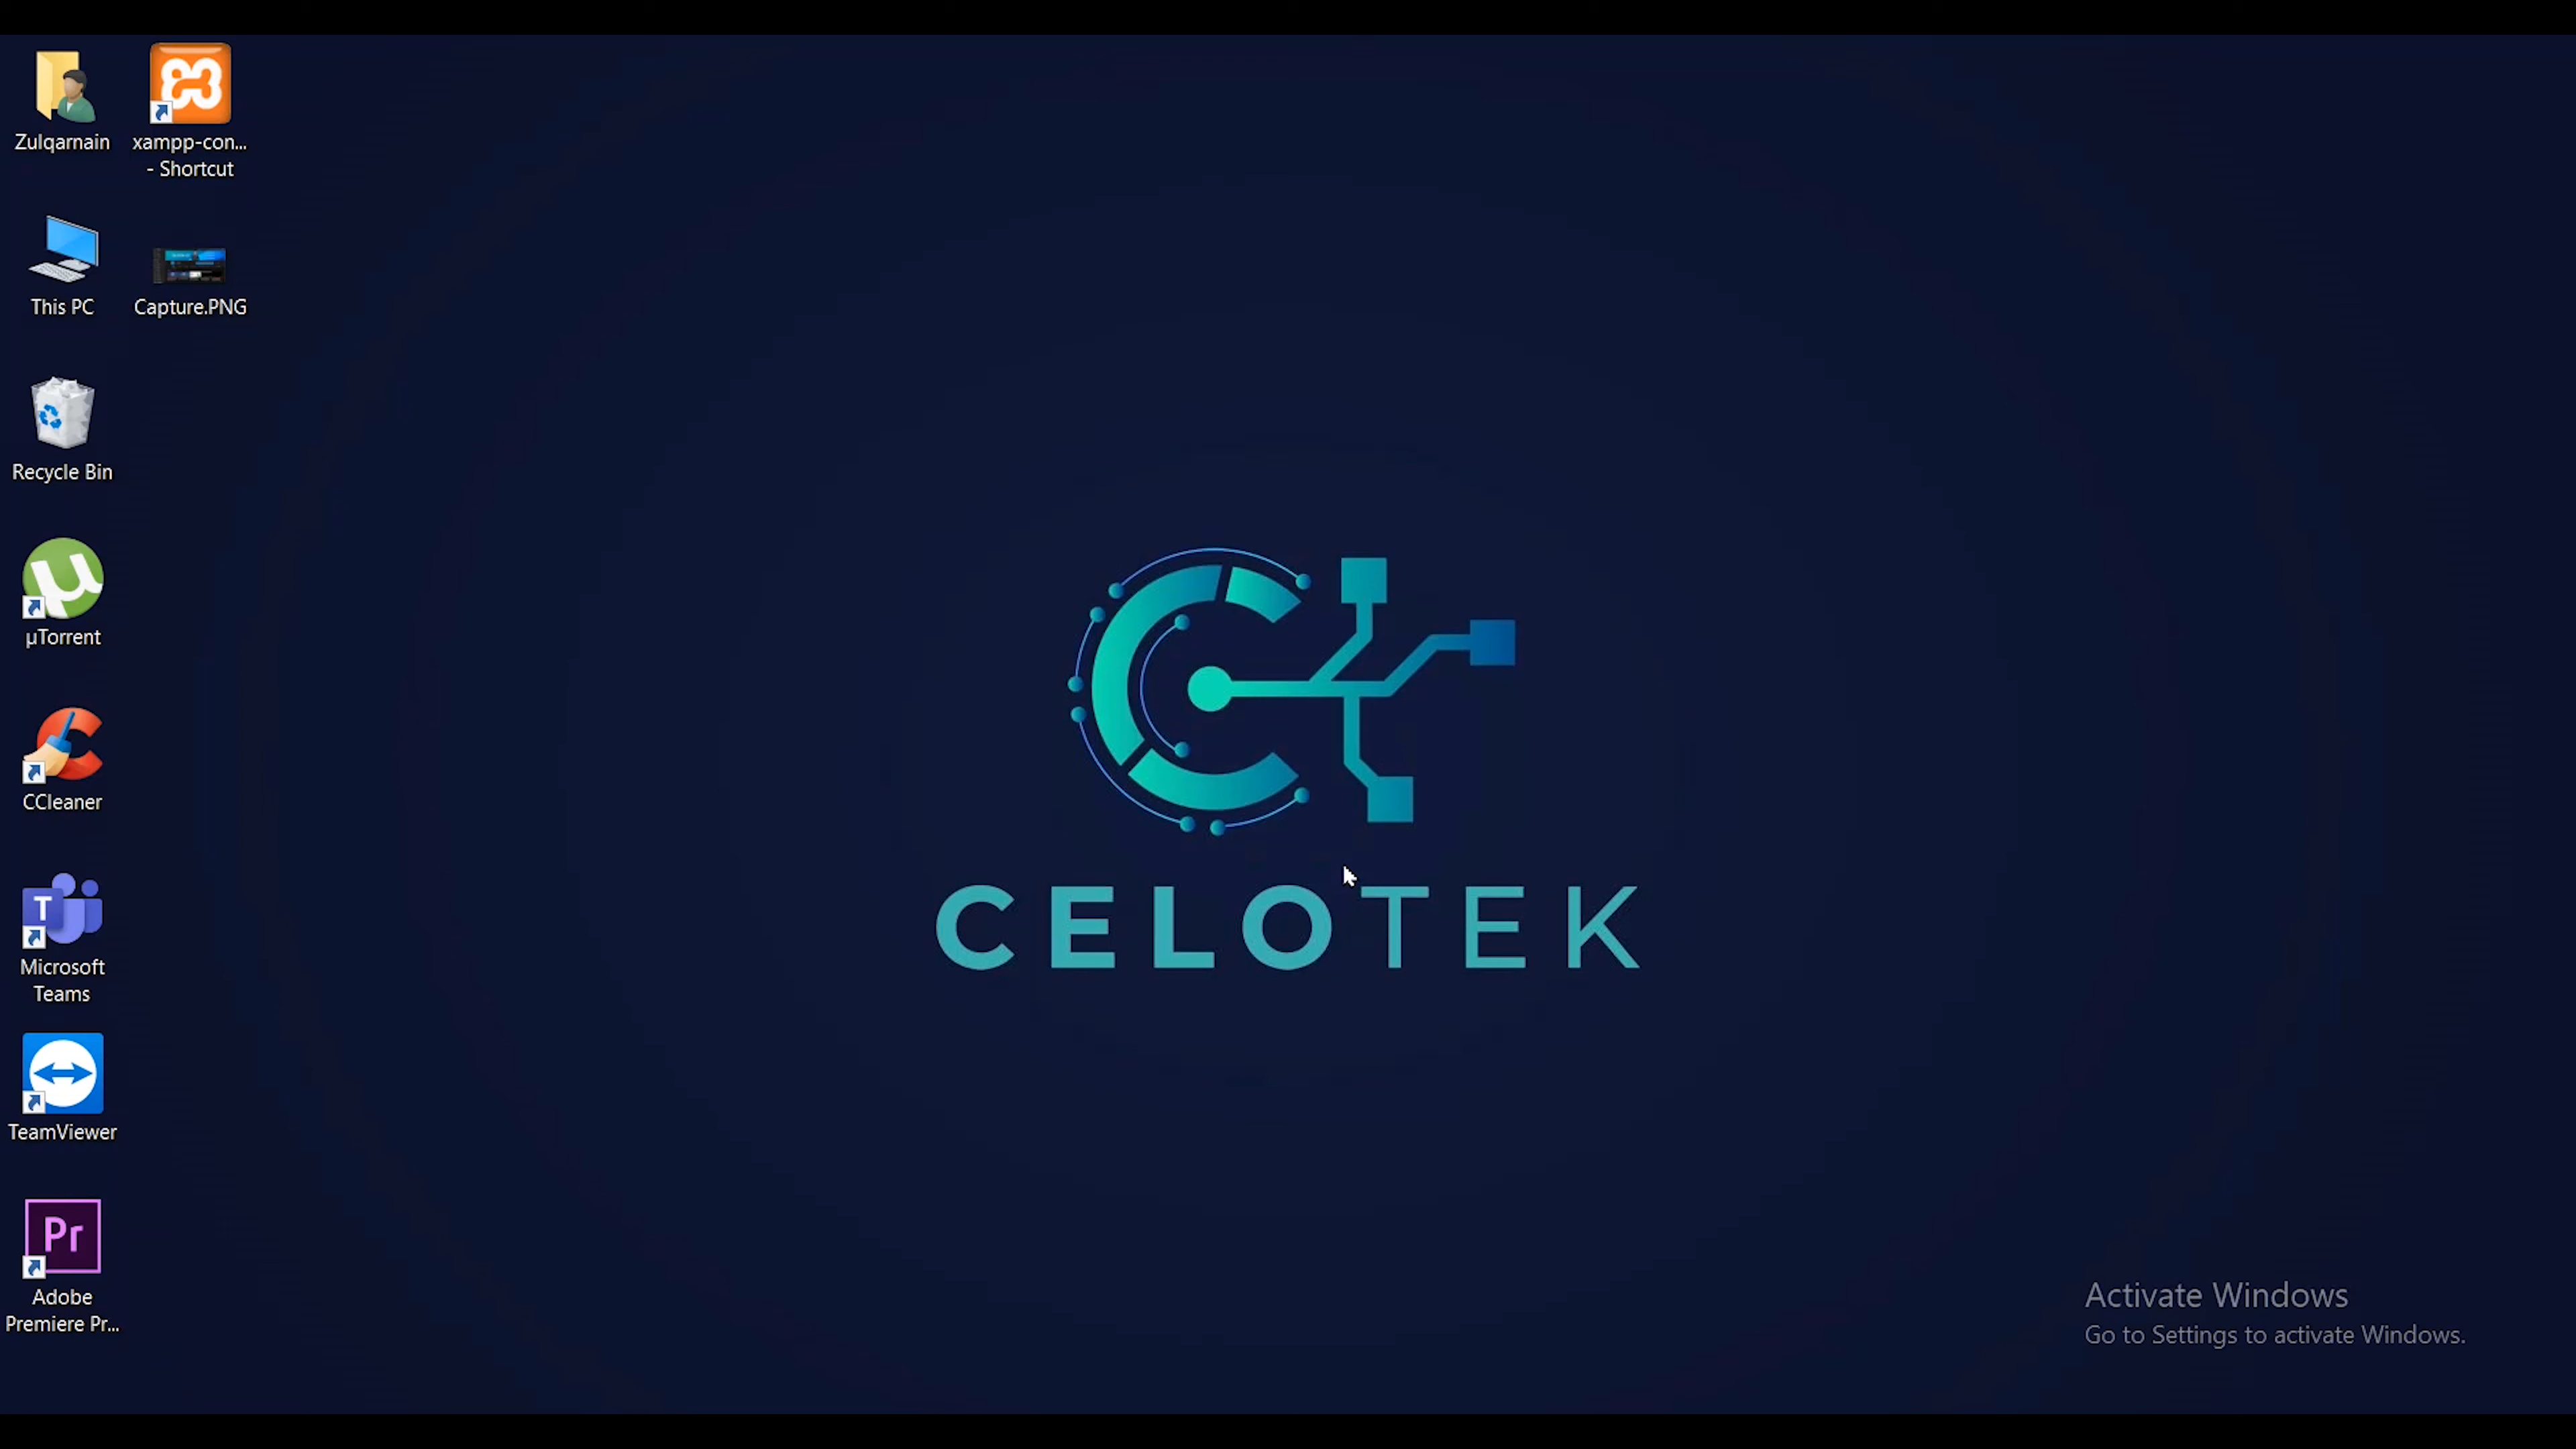 Zulqarnain
xampp-con...
- Shortcut
This PC
Capture.PNG
Recycle Bin
µTorrent
CCleaner
T
Microsoft
Teams
TeamViewer
Pr
Adobe
Premiere Pr...
CELOTEK
Activate Windows
Go to Settings to activate Windows.